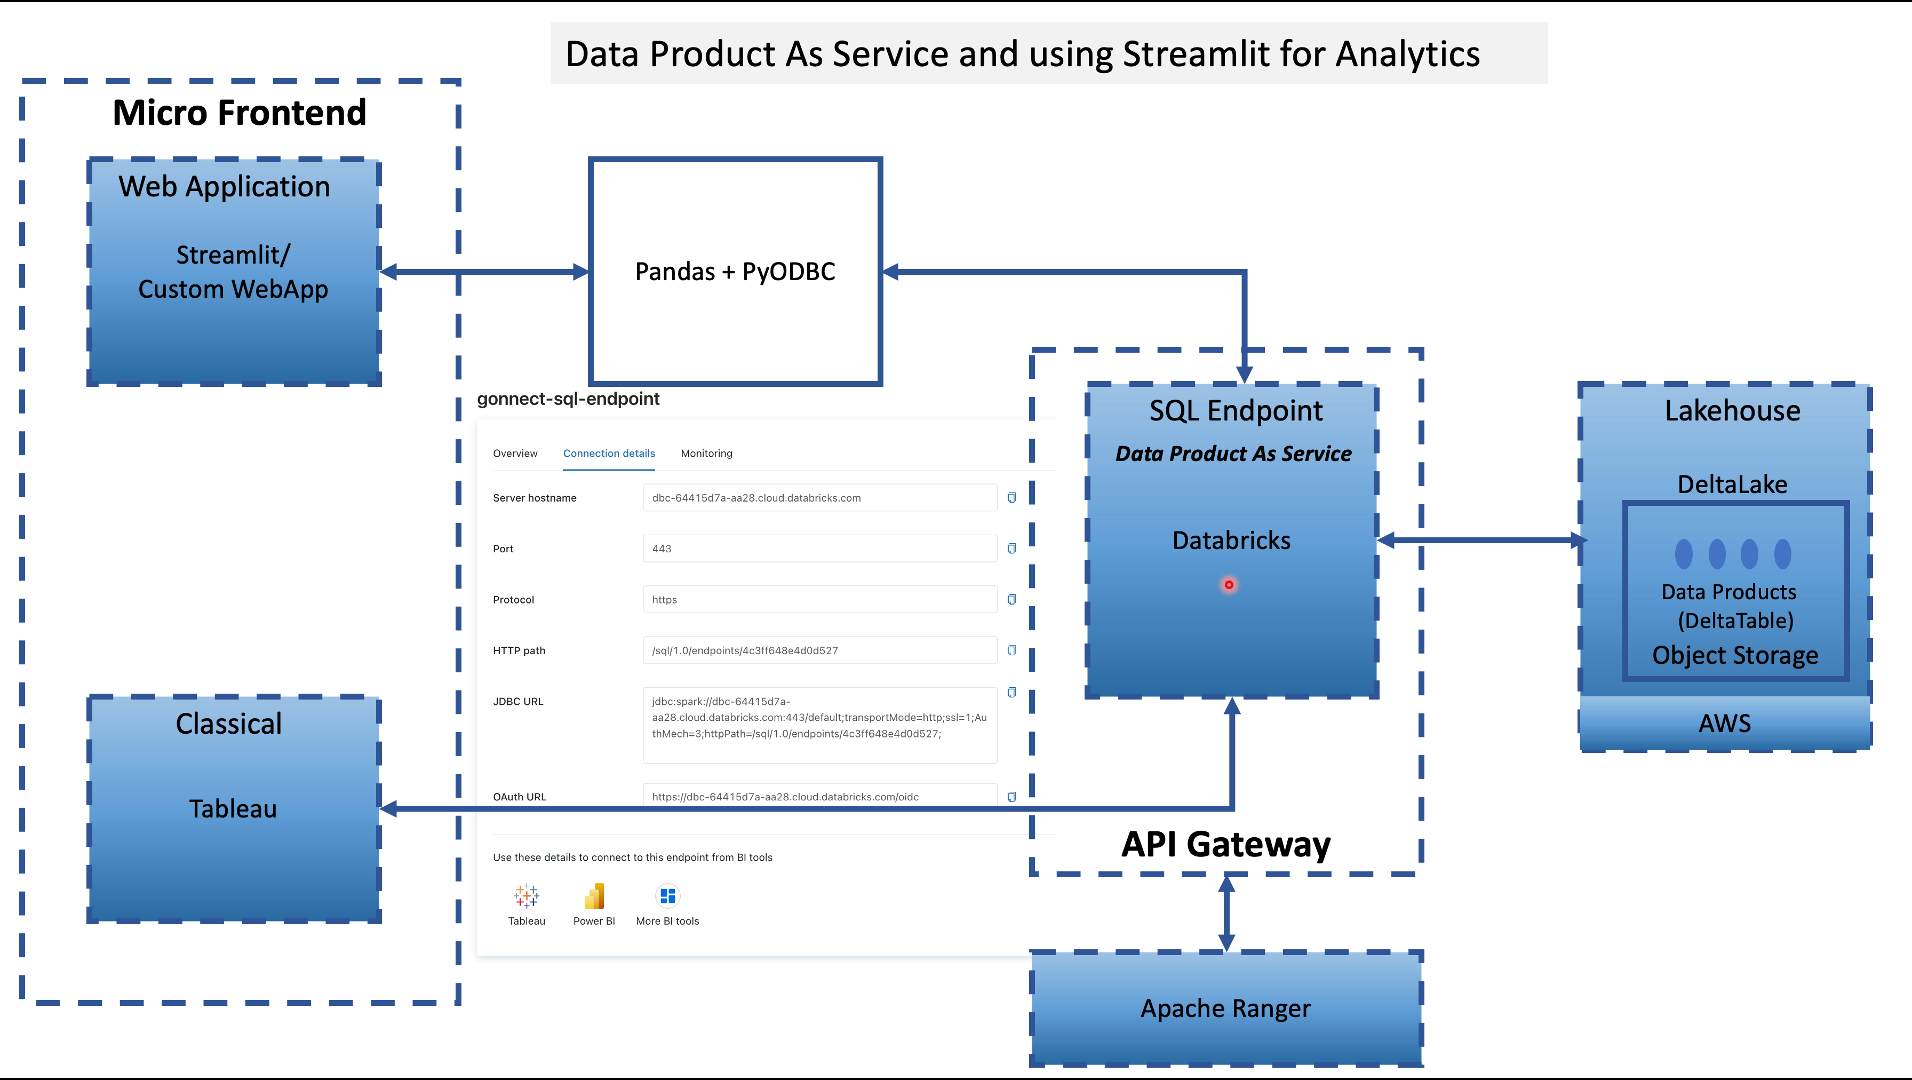 Data Product As Service and using Streamlit for Analytics
Micro Frontend
Web Application
Streamlit/
Custom WebApp
Pandas + PyODBC
gonnect-sql-endpoint
Overview Connection details Monitoring
Server hostname dbc-64415d7a-aa28.cloud.databricks.com
Port 443
Protocol https
HTTP path /sql/1.0/endpoints/4c3ff648e4d0d527
JDBC URL jdbc:spark://dbc-64415d7a-
aa28.cloud.databricks.com:443/default;transportMode=http;ssl=1;Au
thMech=3;httpPath=/sql/1.0/endpoints/4c3ff648e4d0d527;
OAuth URL https://dbc-64415d7a-aa28.cloud.databricks.com/oidc
Use these details to connect to this endpoint from BI tools
Tableau Power BI More BI tools
Classical
Tableau
SQL Endpoint
Data Product As Service
Databricks
API Gateway
Apache Ranger
Lakehouse
DeltaLake
Data Products
(DeltaTable)
Object Storage
AWS